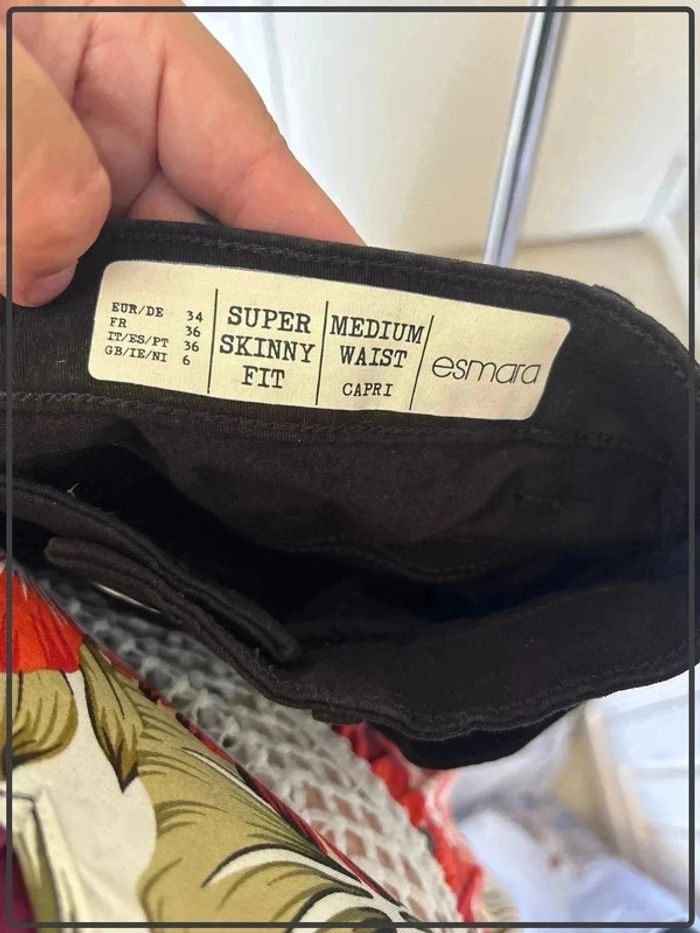 EUR/DE 34
FR 36
IT/ES/PT 36
GB/IE/NI 6
SUPER
SKINNY
FIT
MEDIUM
WAIST
CAPRI
esmara